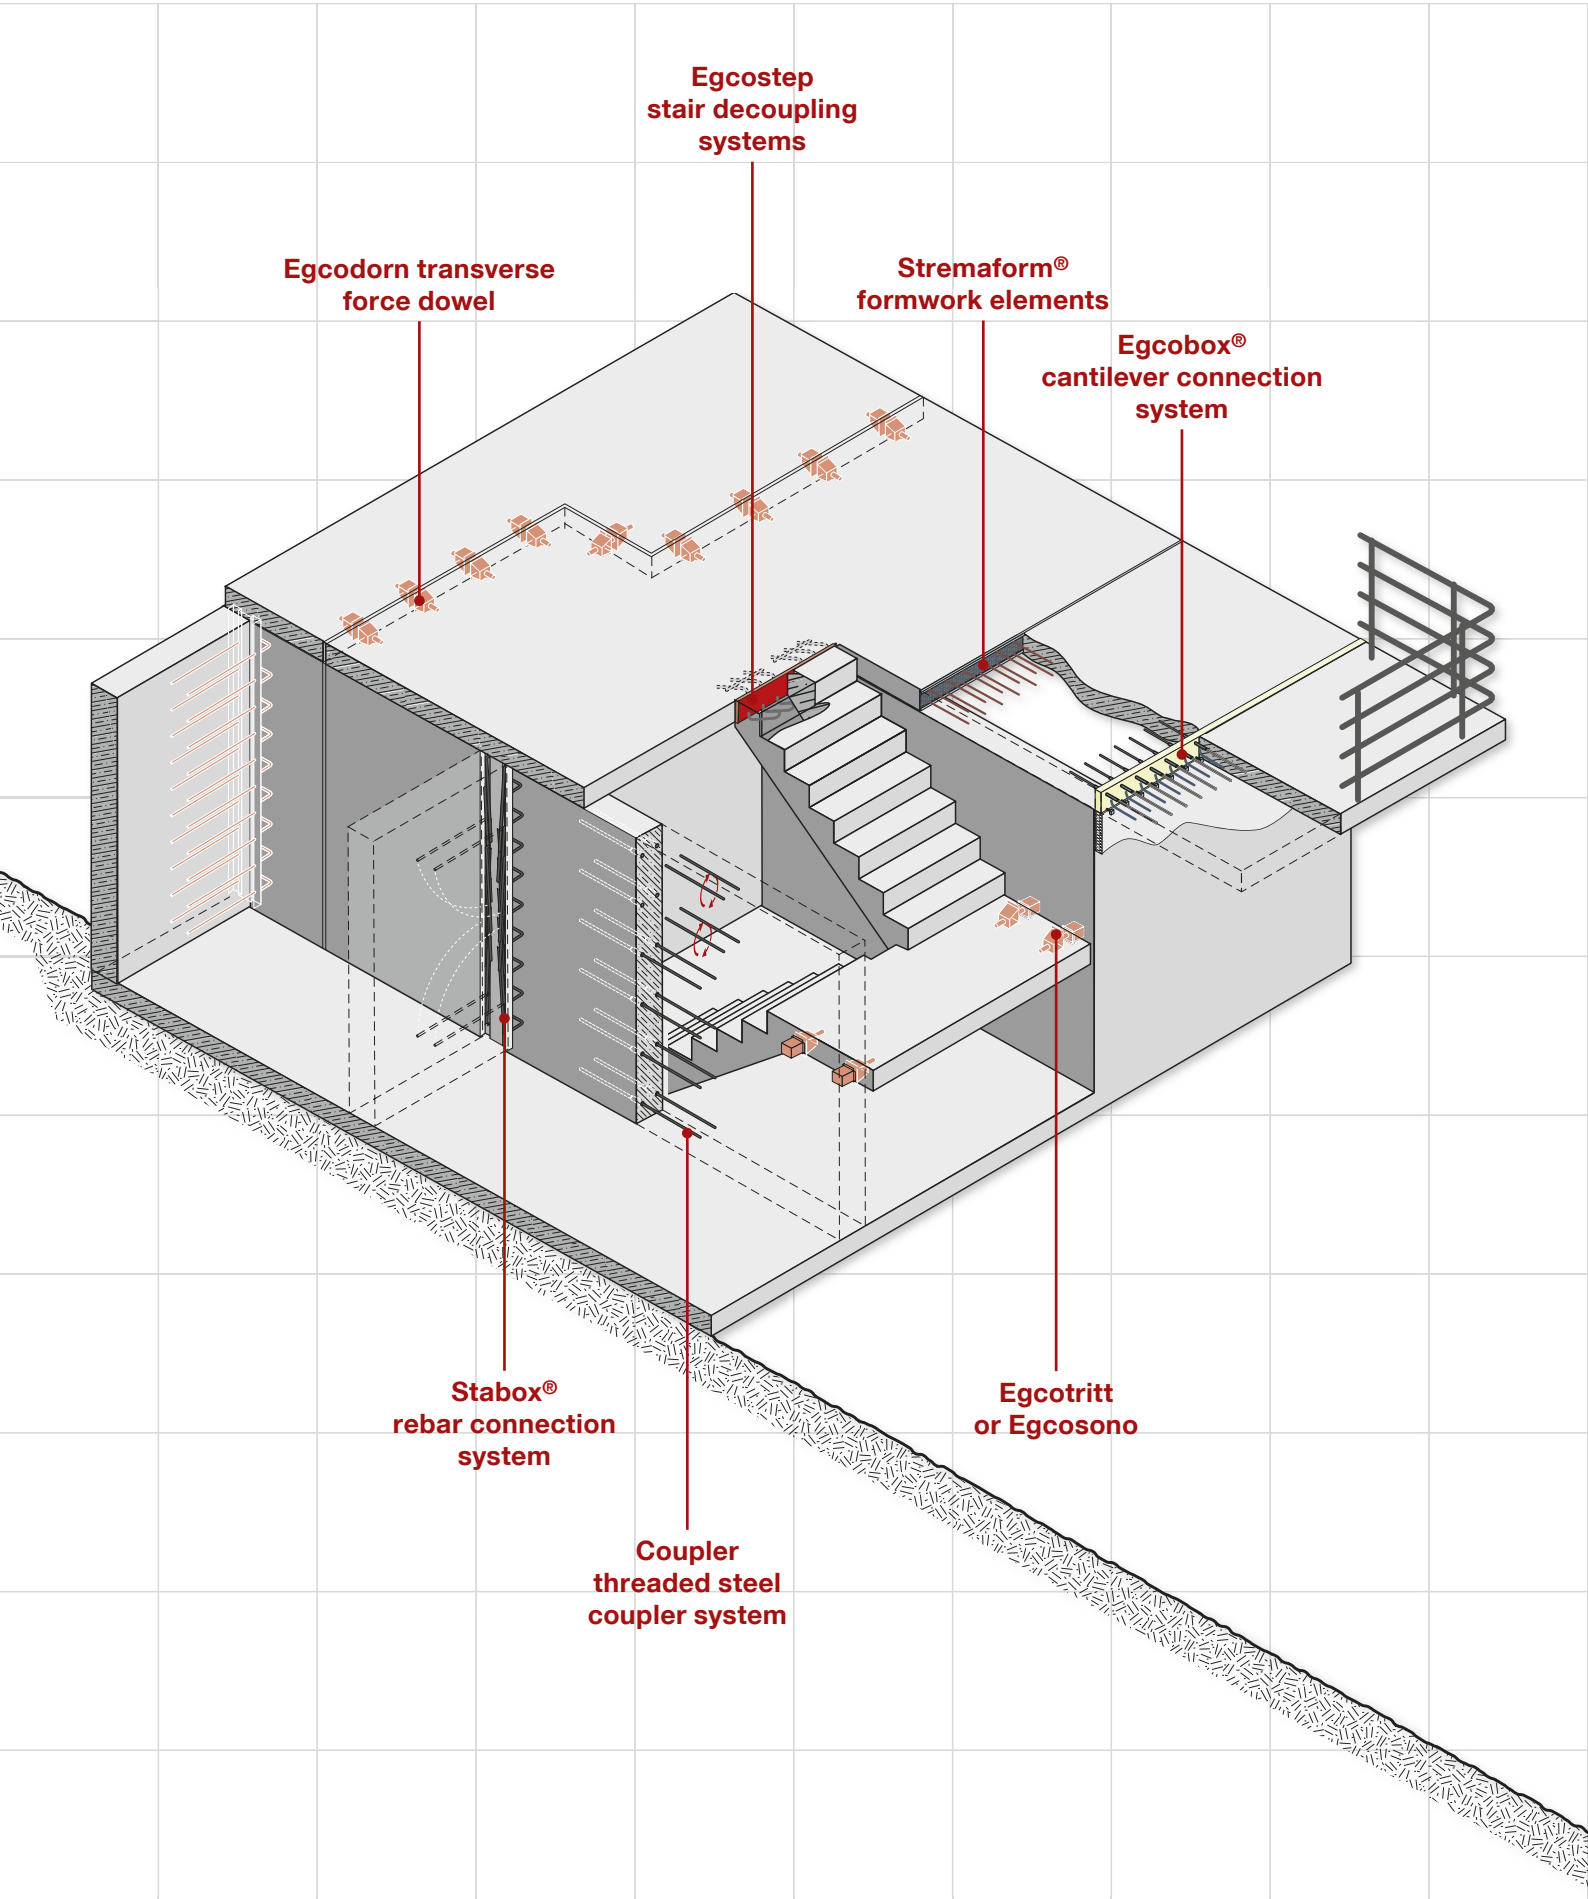 Egcostep
stair decoupling
systems
Egcodorn transverse
force dowel
Stremaform®
formwork elements
Egcobox®
cantilever connection
system
Stabox®
rebar connection
system
Egcotritt
or Egcosono
Coupler
threaded steel
coupler system